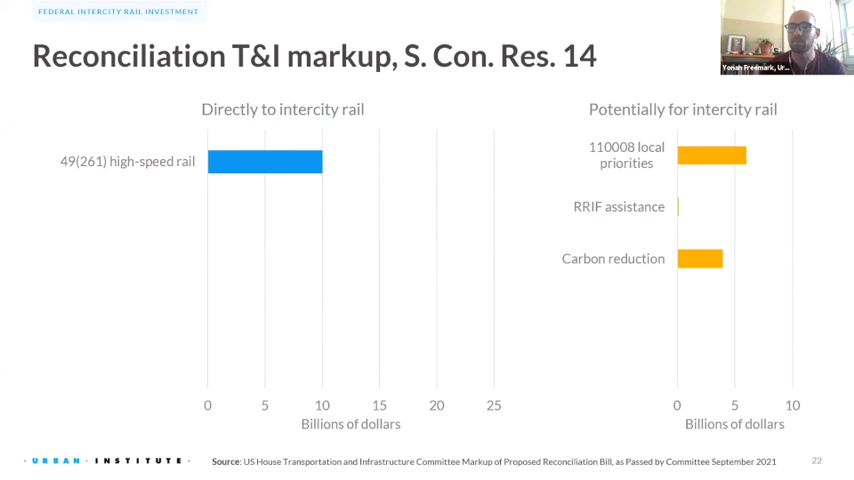 FEDERAL INTERCITY RAIL INVESTMENT
Reconciliation T&I markup, S. Con. Res. 14
Yonah Freemark, Ur...
Directly to intercity rail
49(261) high-speed rail
0 5 10 15 20 25
Billions of dollars
Potentially for intercity rail
110008 local
priorities
RRIF assistance
Carbon reduction
0 5 10
Billions of dollars
· URBAN · INSTITUTE ·
Source: US House Transportation and Infrastructure Committee Markup of Proposed Reconciliation Bill, as Passed by Committee September 2021
22